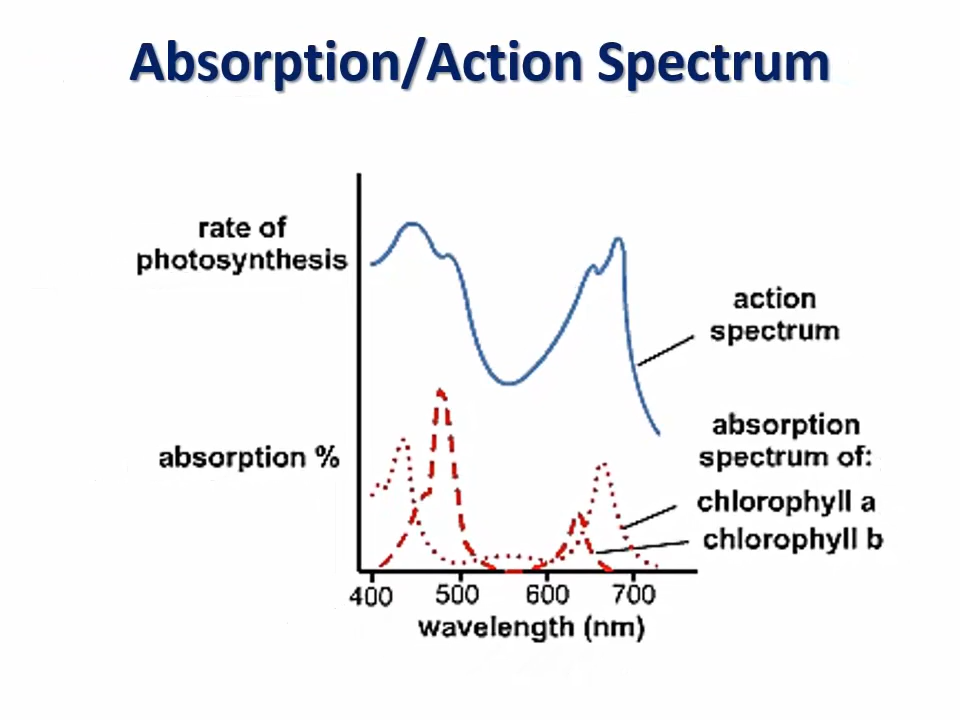 Absorption/Action Spectrum
rate of
photosynthesis
action
spectrum
absorption %
absorption
spectrum of:
chlorophyll a
chlorophyll b
400 500 600 700
wavelength (nm)